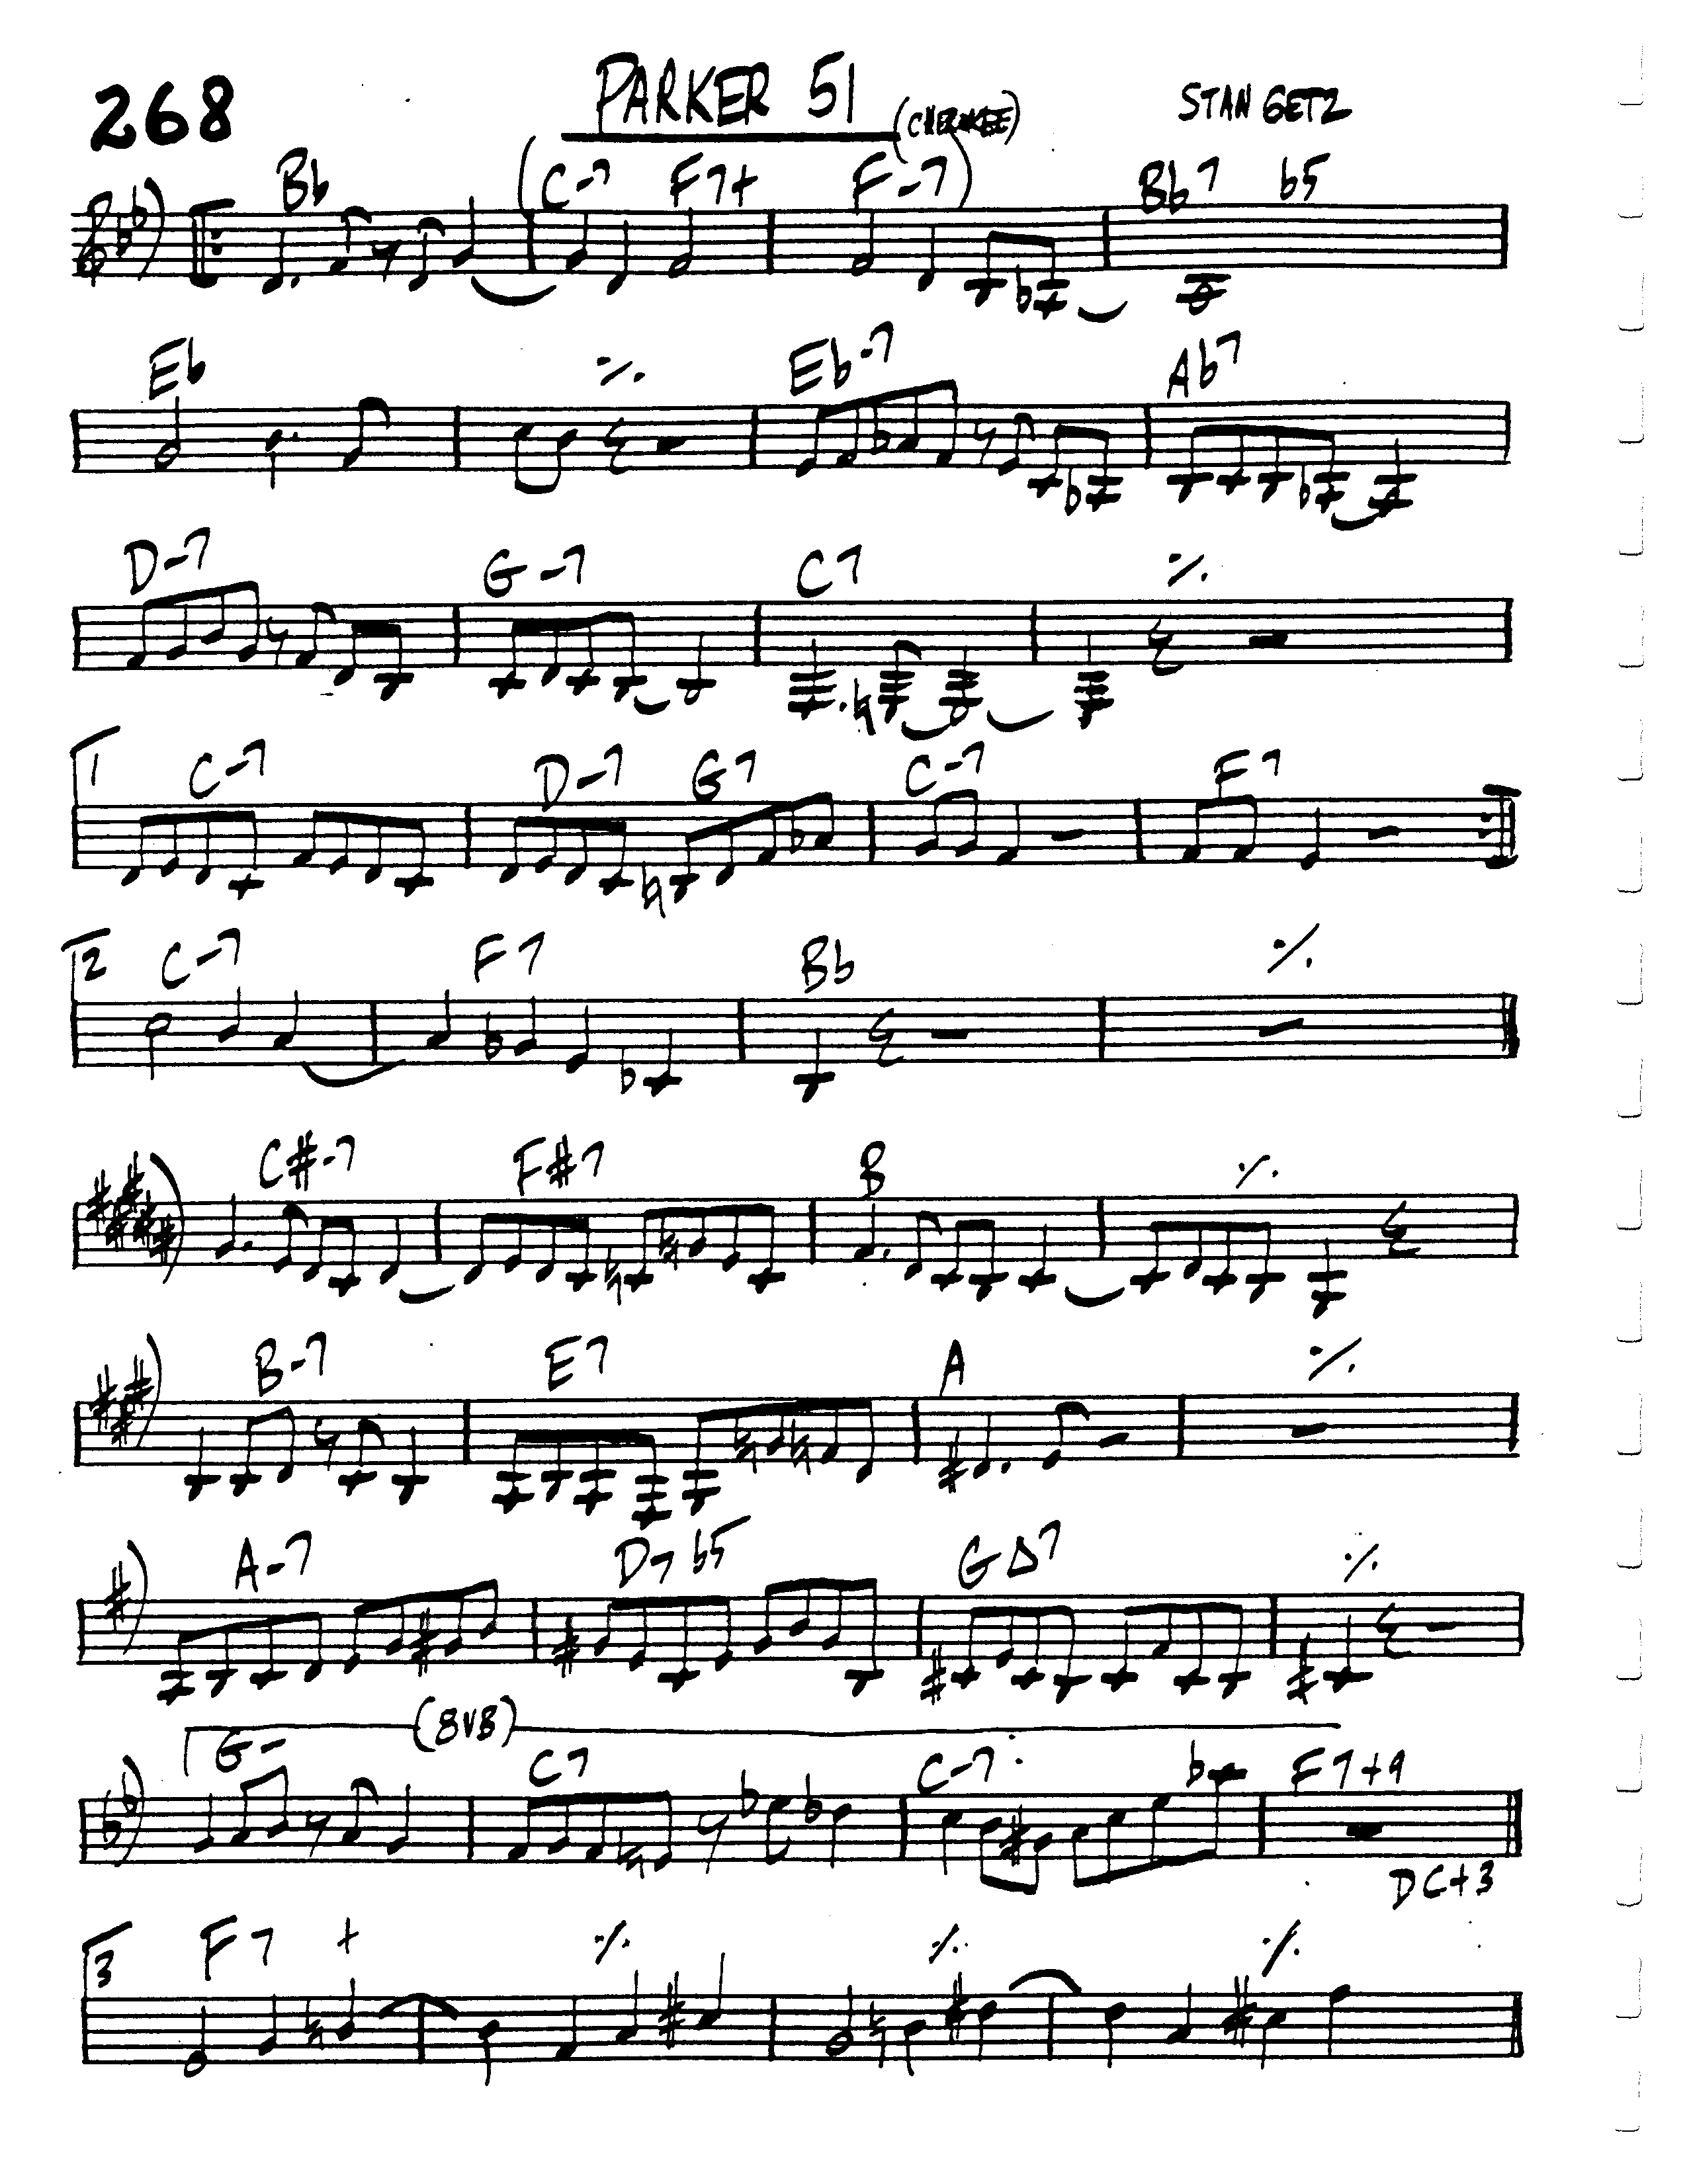 268 PARKER 51 (CHEROKEE) STAN GETZ
Bb (C-7 F7+ F-7) Bb7 b5
Eb ٪ Eb-7 Ab7
D-7 G-7 C7 ٪
1 C-7 D-7 G7 C-7 F7
2 C-7 F7 Bb ٪
C#-7 F#7 B ٪
B-7 E7 A ٪
A-7 D7 b5 GΔ7 ٪
(8VB)
G- C7 C-7 F7+9
DC+3
3 F7 + ٪ ٪ ٪